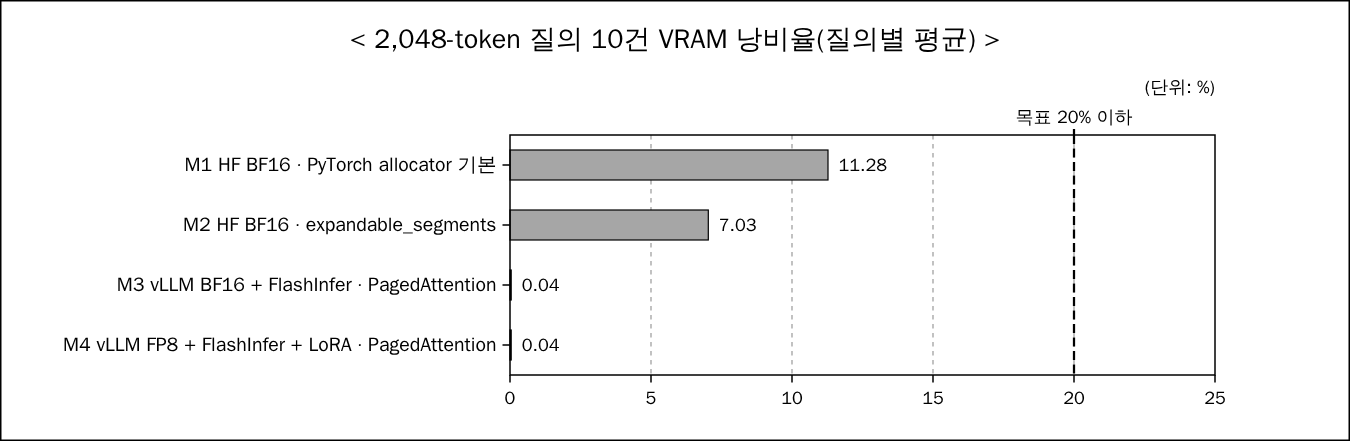 < 2,048-token 질의 10건 VRAM 낭비율(질의별 평균) >
(단위: %)
목표 20% 이하
M1 HF BF16 · PyTorch allocator 기본
11.28
M2 HF BF16 · expandable_segments
7.03
M3 vLLM BF16 + FlashInfer · PagedAttention
0.04
M4 vLLM FP8 + FlashInfer + LoRA · PagedAttention
0.04
0 5 10 15 20 25